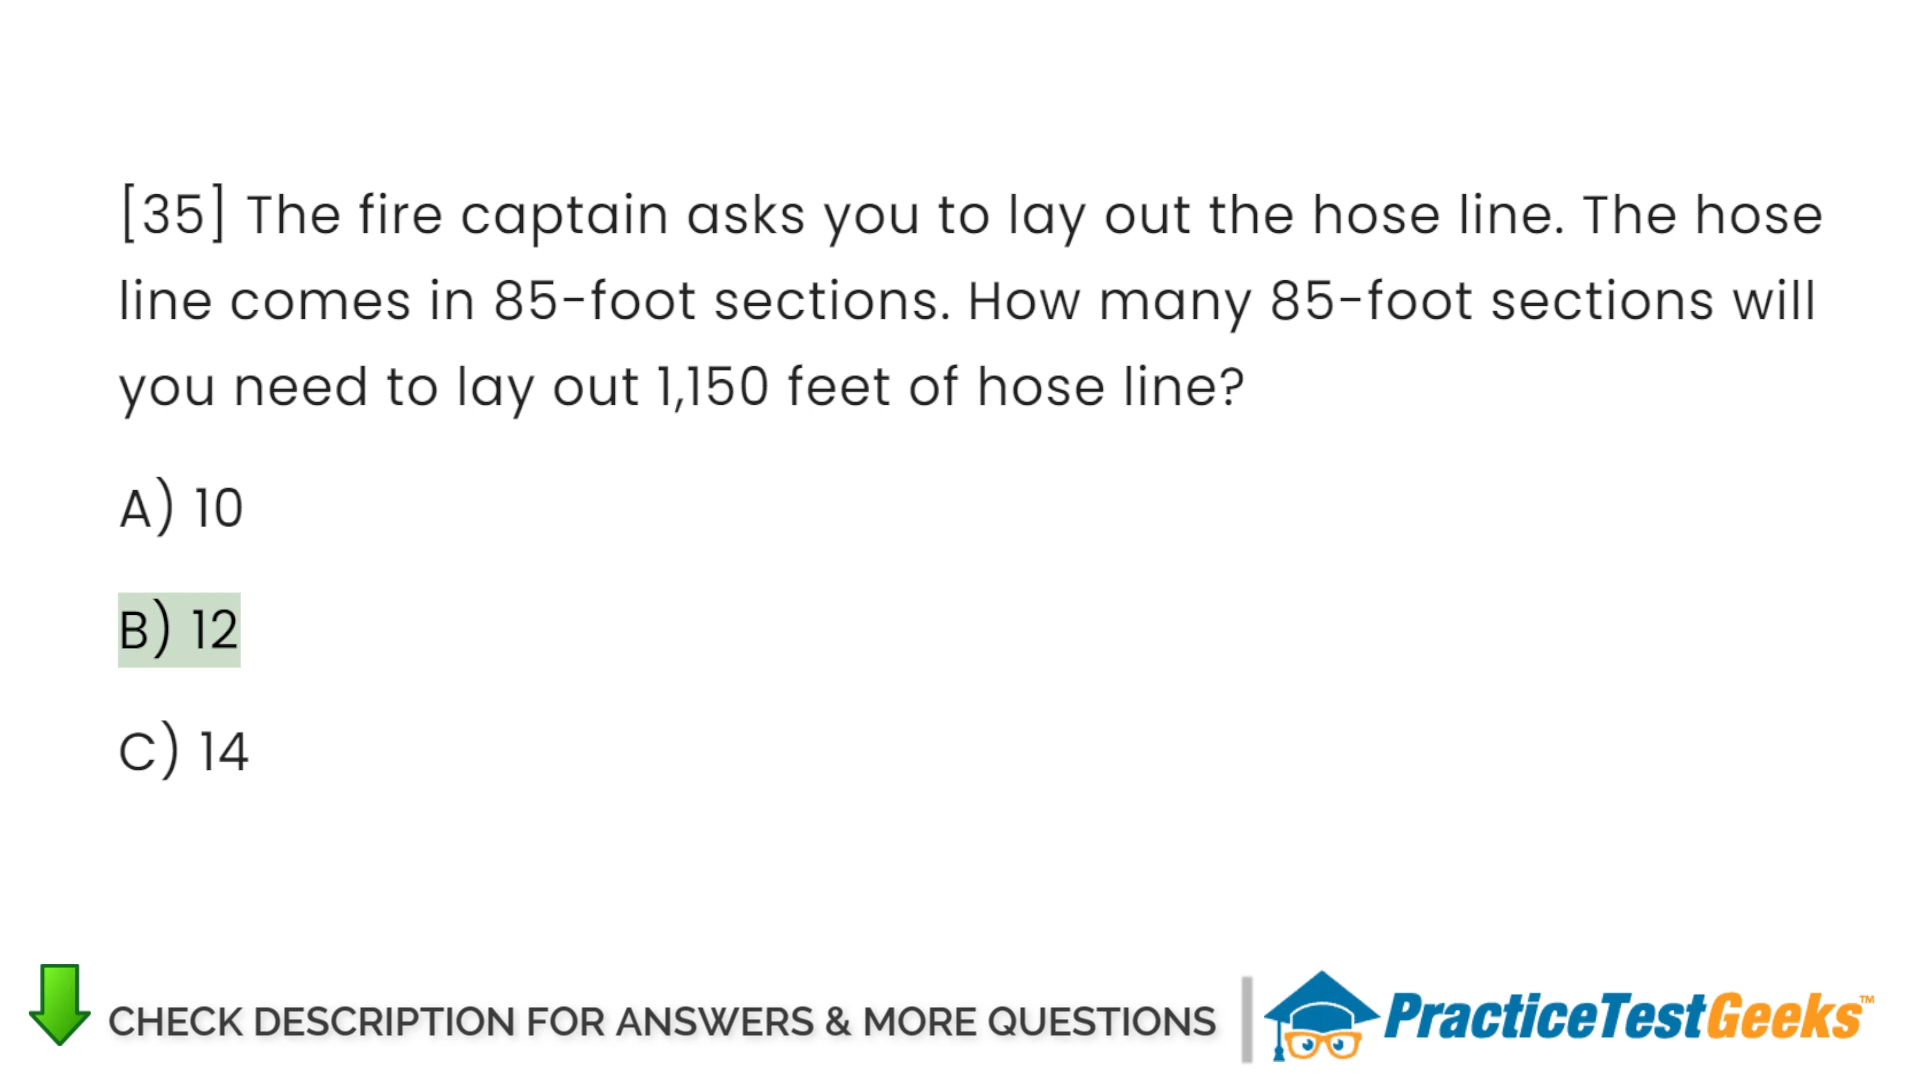 [35] The fire captain asks you to lay out the hose line. The hose
line comes in 85-foot sections. How many 85-foot sections will
you need to lay out 1,150 feet of hose line?
A) 10
B) 12
C) 14
CHECK DESCRIPTION FOR ANSWERS & MORE QUESTIONS
PracticeTestGeeks™